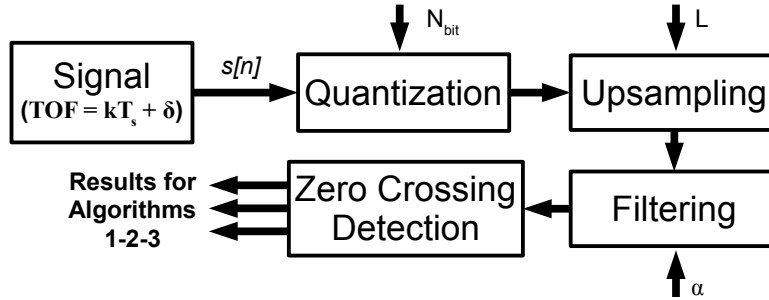 N_bit
L
Signal
(TOF = kT_s + δ)
s[n]
Quantization
Upsampling
Results for
Algorithms
1-2-3
Zero Crossing
Detection
Filtering
α